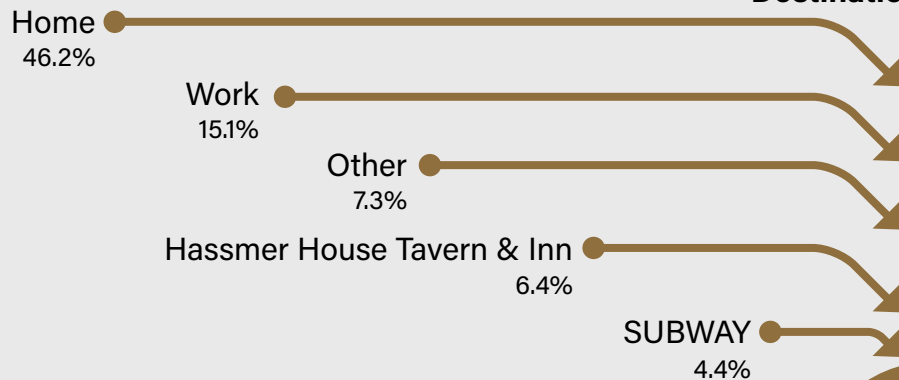 Home
46.2%
Work
15.1%
Other
7.3%
Hassmer House Tavern & Inn
6.4%
SUBWAY
4.4%